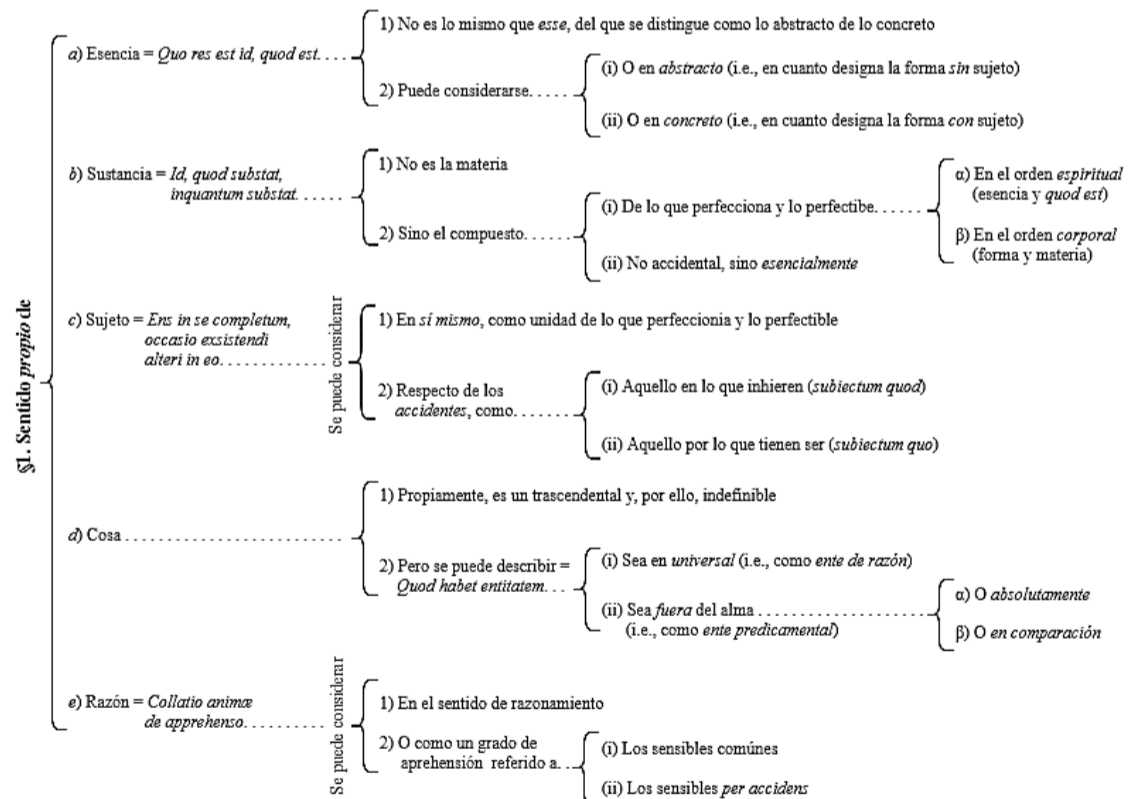 §1. Sentido propio de
a) Esencia = Quo res est id, quod est. . . . .
1) No es lo mismo que esse, del que se distingue como lo abstracto de lo concreto
2) Puede considerarse. . . . . .
(i) O en abstracto (i.e., en cuanto designa la forma sin sujeto)
(ii) O en concreto (i.e., en cuanto designa la forma con sujeto)
b) Sustancia = Id, quod substat,
inquantum substat. . . . . .
1) No es la materia
2) Sino el compuesto. . . . . . .
(i) De lo que perfecciona y lo perfectibe. . . . . . .
α) En el orden espiritual
(esencia y quod est)
β) En el orden corporal
(forma y materia)
(ii) No accidental, sino esencialmente
c) Sujeto = Ens in se completum,
occasio exsistendi
alteri in eo. . . . . . . . . . . . .
Se puede considerar
1) En sí mismo, como unidad de lo que perfeccionia y lo perfectible
2) Respecto de los
accidentes, como. . . . . . . .
(i) Aquello en lo que inhieren (subiectum quod)
(ii) Aquello por lo que tienen ser (subiectum quo)
d) Cosa . . . . . . . . . . . . . . . . . . . . . . . . . .
1) Propiamente, es un trascendental y, por ello, indefinible
2) Pero se puede describir =
Quod habet entitatem. . .
(i) Sea en universal (i.e., como ente de razón)
(ii) Sea fuera del alma . . . . . . . . . . . . . . . . . . .
(i.e., como ente predicamental)
α) O absolutamente
β) O en comparación
e) Razón = Collatio animæ
de apprehenso. . . . . . . . . .
Se puede considerar
1) En el sentido de razonamiento
2) O como un grado de
aprehensión referido a. . .
(i) Los sensibles comúnes
(ii) Los sensibles per accidens